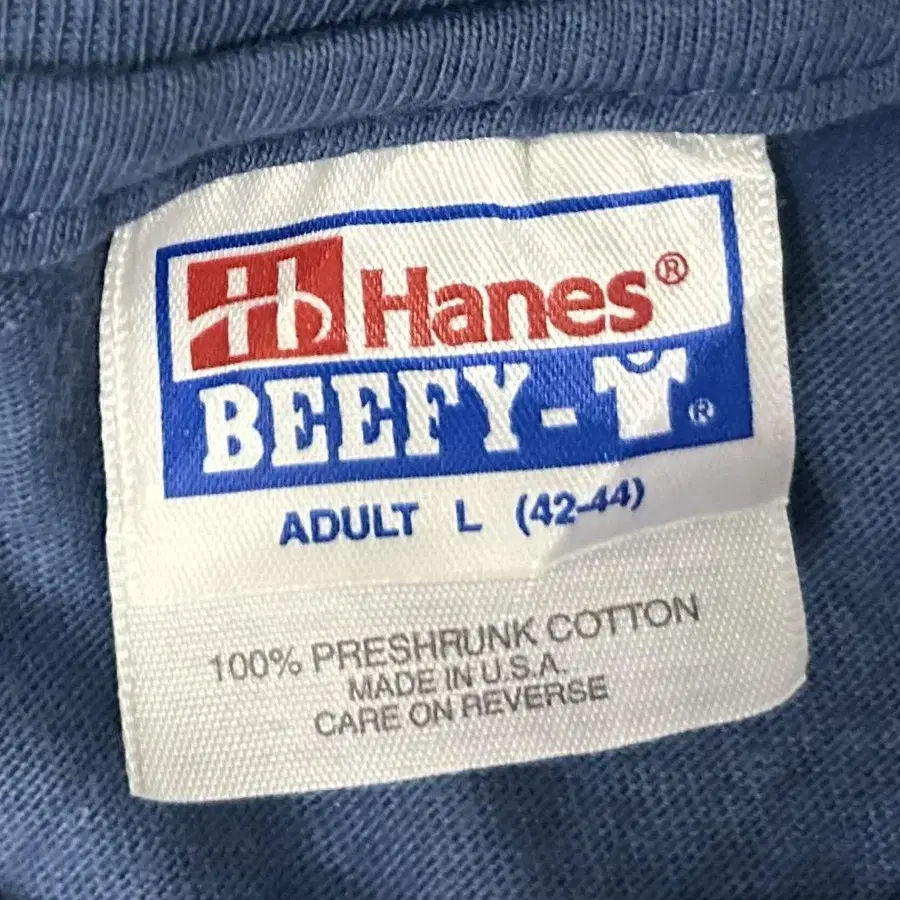 Hanes®
BEEFY-®
ADULT L (42-44)
100% PRESHRUNK COTTON
MADE IN U.S.A.
CARE ON REVERSE